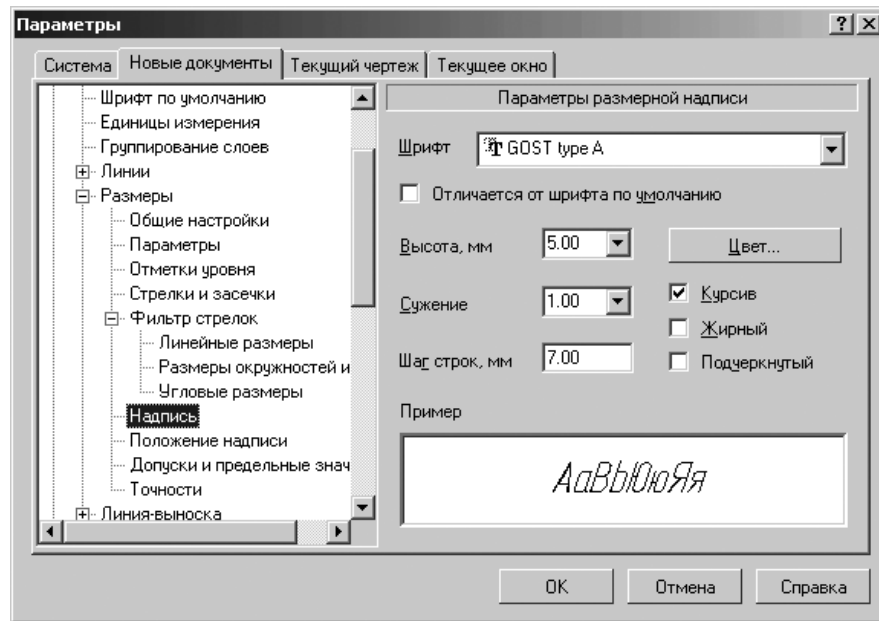 Параметры
Система Новые документы Текущий чертеж Текущее окно
Шрифт по умолчанию
Единицы измерения
Группирование слоев
Линии
Размеры
Общие настройки
Параметры
Отметки уровня
Стрелки и засечки
Фильтр стрелок
Линейные размеры
Размеры окружностей и
Угловые размеры
Надпись
Положение надписи
Допуски и предельные знач
Точности
Линия-выноска
Параметры размерной надписи
Шрифт GOST type A
Отличается от шрифта по умолчанию
Высота, мм 5.00 Цвет...
Сужение 1.00 Курсив
Жирный
Шаг строк, мм 7.00 Подчеркнутый
Пример
АаВЬЮюЯя
OK Отмена Справка